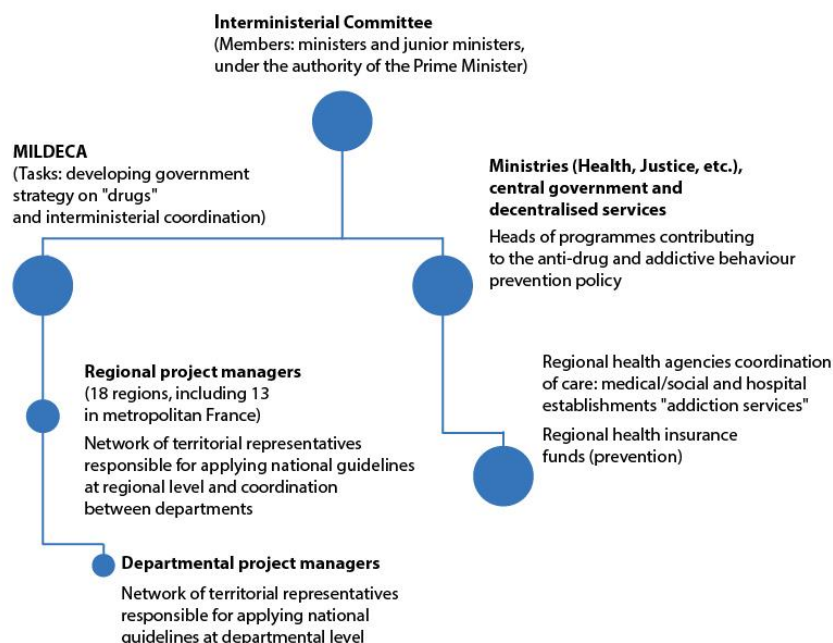 Interministerial Committee
(Members: ministers and junior ministers,
under the authority of the Prime Minister)
MILDECA
(Tasks: developing government
strategy on "drugs"
and interministerial coordination)
Ministries (Health, Justice, etc.),
central government and
decentralised services
Heads of programmes contributing
to the anti-drug and addictive behaviour
prevention policy
Regional project managers
(18 regions, including 13
in metropolitan France)
Network of territorial representatives
responsible for applying national guidelines
at regional level and coordination
between departments
Regional health agencies coordination
of care: medical/social and hospital
establishments "addiction services"
Regional health insurance
funds (prevention)
Departmental project managers
Network of territorial representatives
responsible for applying national
guidelines at departmental level